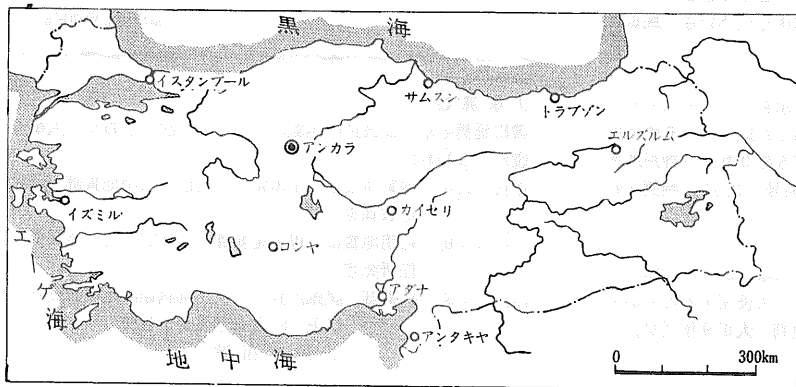 黒海
イスタンブール
サムスン
トラブゾン
アンカラ
エルズルム
イズミル
カイセリ
エーゲ海
コンヤ
アダナ
アンタキヤ
地中海
0 300km